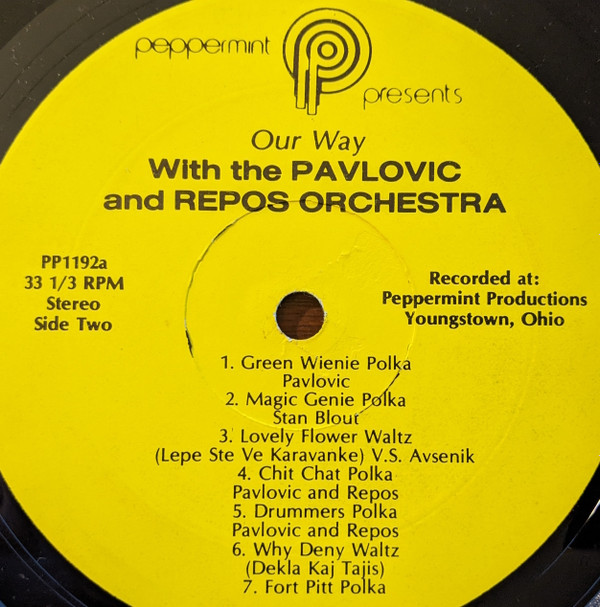 peppermint
presents
Our Way
With the PAVLOVIC
and REPOS ORCHESTRA
PP1192a
33 1/3 RPM
Stereo
Side Two
Recorded at:
Peppermint Productions
Youngstown, Ohio
1. Green Wienie Polka
Pavlovic
2. Magic Genie Polka
Stan Blout
3. Lovely Flower Waltz
(Lepe Ste Ve Karavanke) V.S. Avsenik
4. Chit Chat Polka
Pavlovic and Repos
5. Drummers Polka
Pavlovic and Repos
6. Why Deny Waltz
(Dekla Kaj Tajis)
7. Fort Pitt Polka